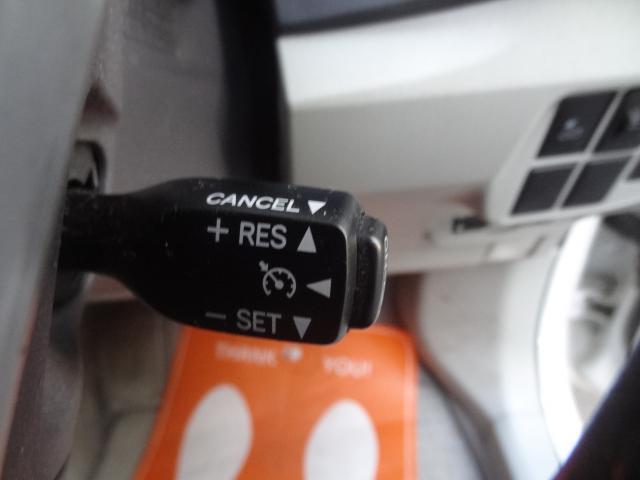 CANCEL ▼
+ RES ▲
◀
− SET ▼
THANK YOU!